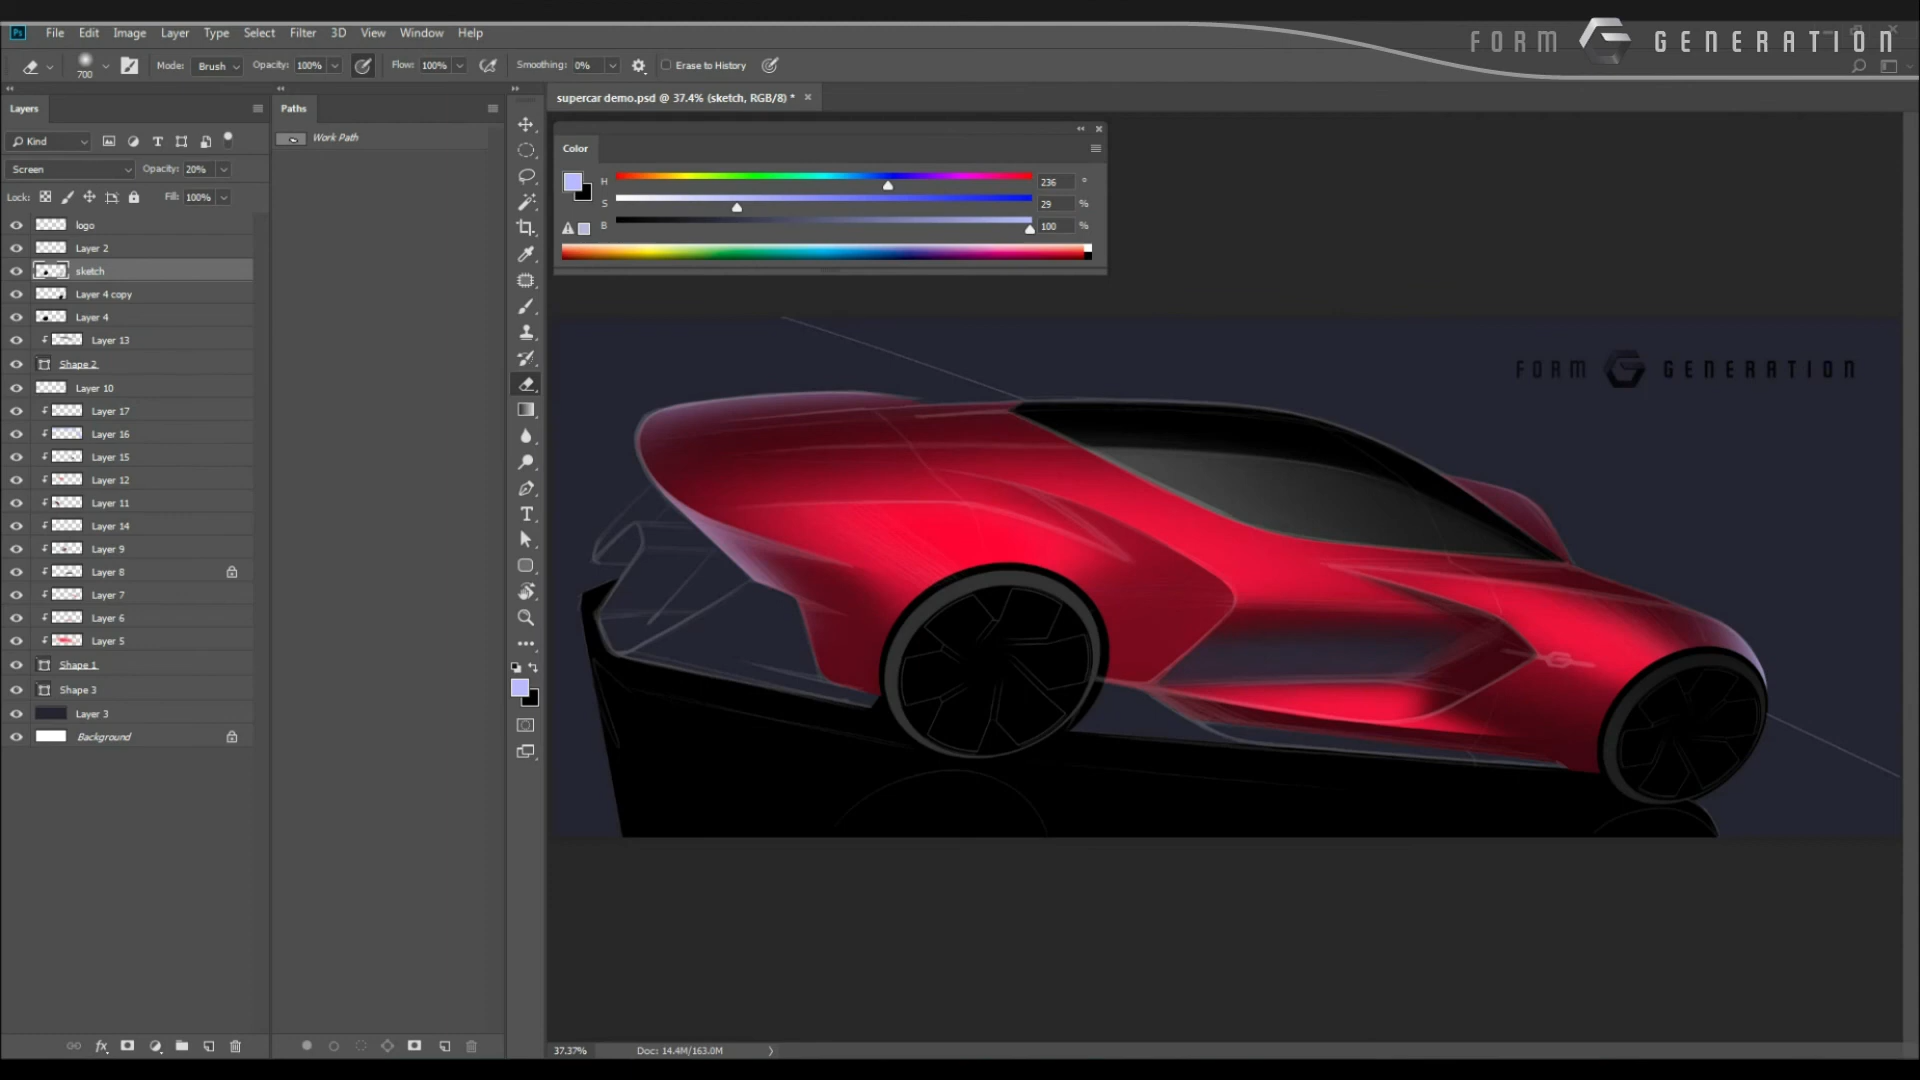 Ps File Edit Image Layer Type Select Filter 3D View Window Help
FORM GENERATION
700 Mode: Brush Opacity: 100% Flow: 100% Smoothing: 0% Erase to History
Layers
Paths
supercar demo.psd @ 37.4% (sketch, RGB/8) * ×
Kind
Work Path
Screen Opacity: 20%
Lock: Fill: 100%
Color
H 236 °
S 29 %
B 100 %
logo
Layer 2
sketch
Layer 4 copy
Layer 4
Layer 13
Shape 2
Layer 10
Layer 17
Layer 16
Layer 15
Layer 12
Layer 11
Layer 14
Layer 9
Layer 8
Layer 7
Layer 6
Layer 5
Shape 1
Shape 3
Layer 3
Background
FORM GENERATION
fx
37.37% Doc: 14.4M/163.0M